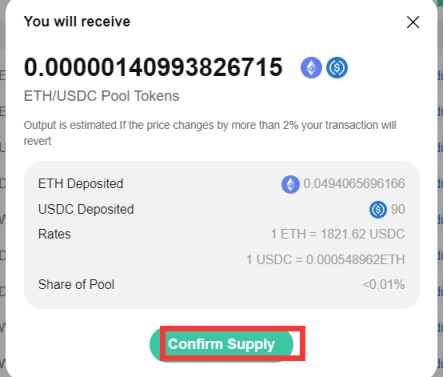 You will receive
0.00000140993826715
ETH/USDC Pool Tokens
Output is estimated.If the price changes by more than 2% your transaction will
revert
ETH Deposited 0.0494065696166
USDC Deposited 90
Rates 1 ETH = 1821.62 USDC
1 USDC = 0.000548962ETH
Share of Pool <0.01%
Confirm Supply